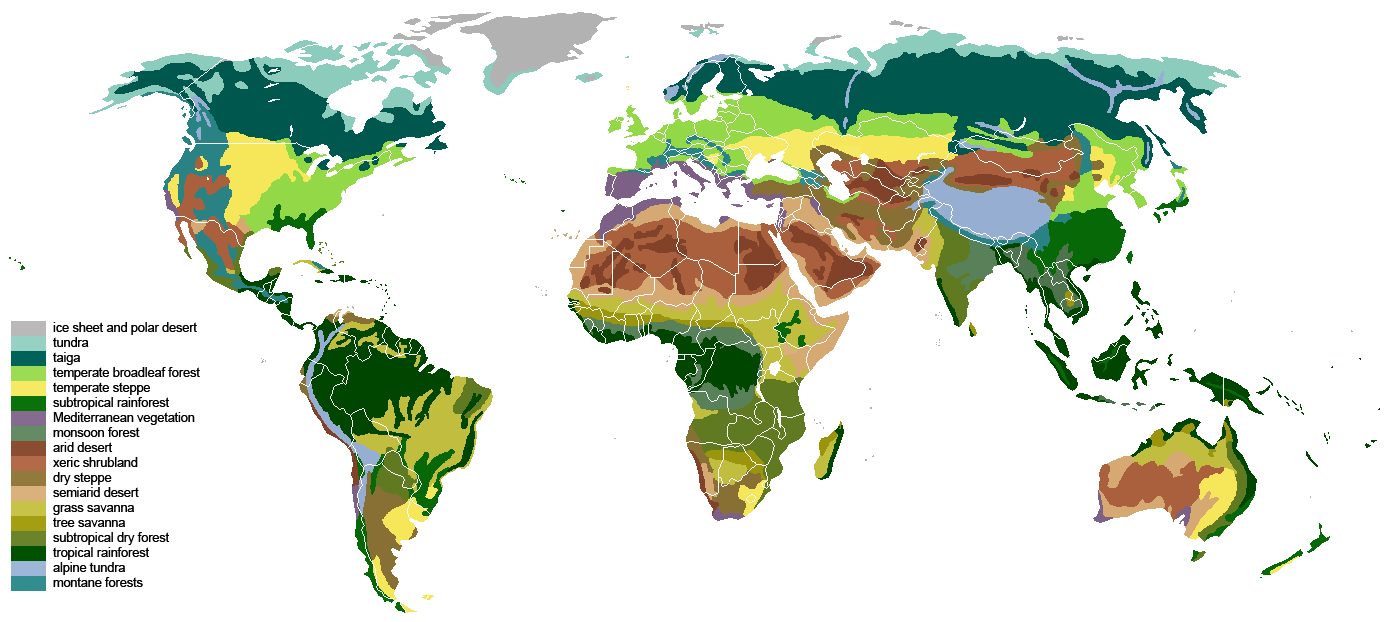 ice sheet and polar desert
tundra
taiga
temperate broadleaf forest
temperate steppe
subtropical rainforest
Mediterranean vegetation
monsoon forest
arid desert
xeric shrubland
dry steppe
semiarid desert
grass savanna
tree savanna
subtropical dry forest
tropical rainforest
alpine tundra
montane forests